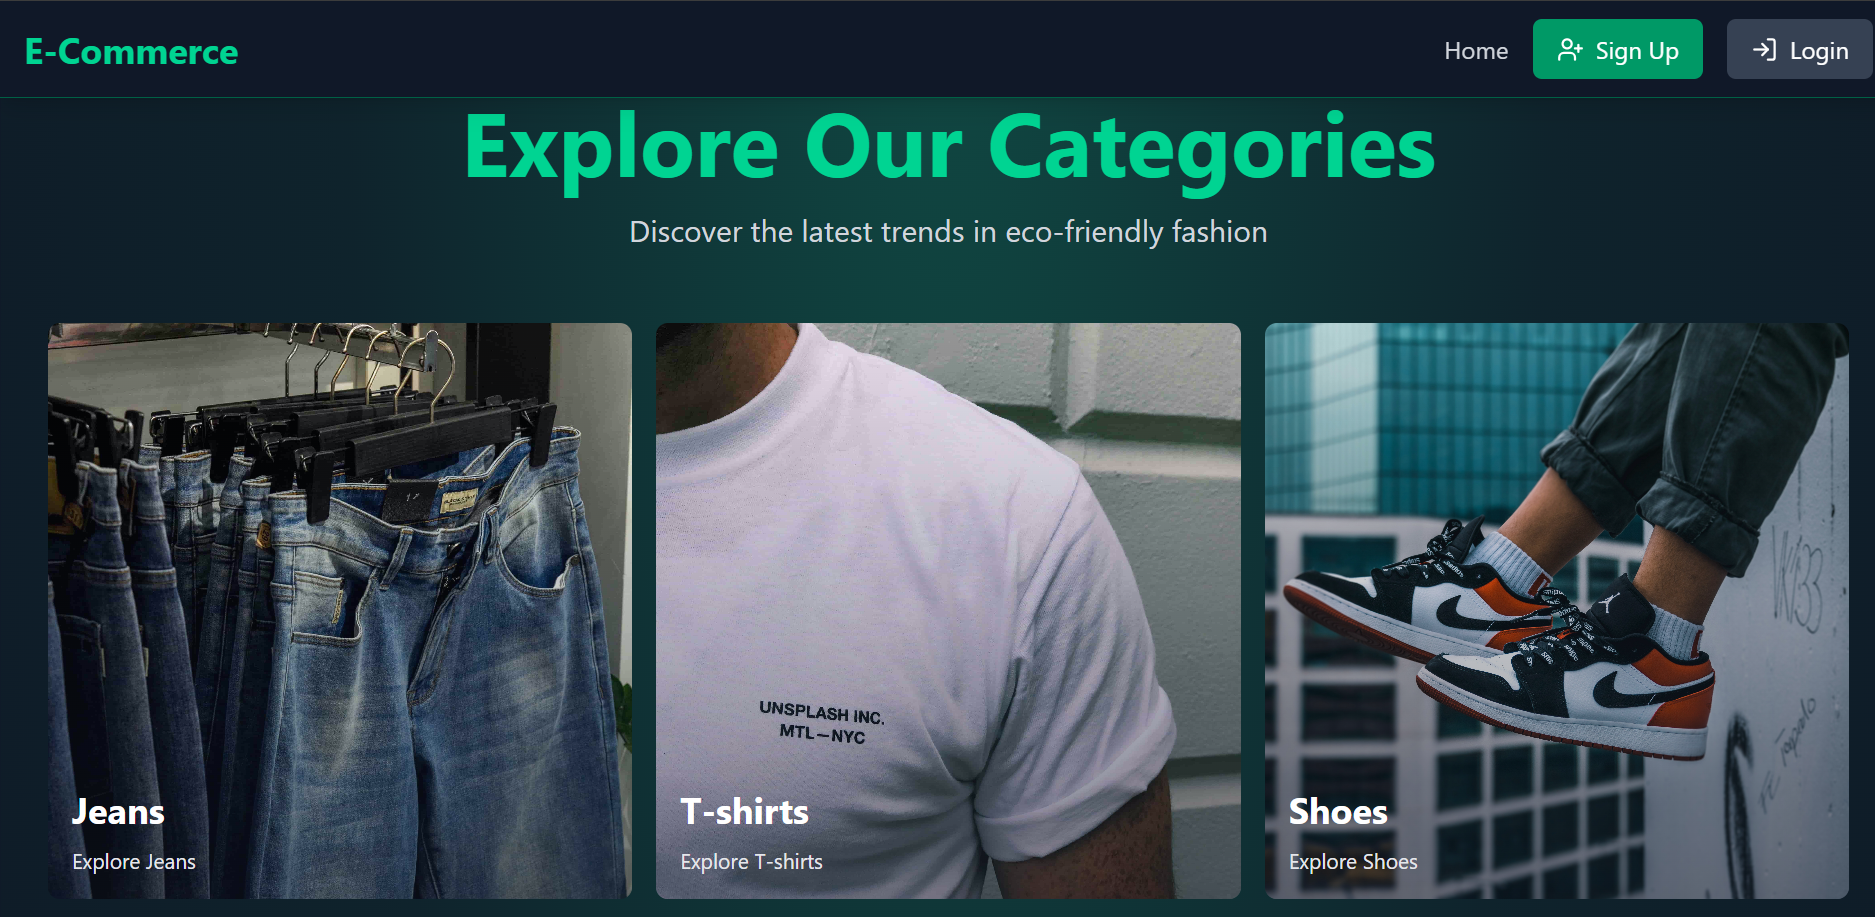 E-Commerce
Home
Sign Up
Login
Explore Our Categories
Discover the latest trends in eco-friendly fashion
UNSPLASH INC.
MTL—NYC
Jeans
Explore Jeans
T-shirts
Explore T-shirts
Shoes
Explore Shoes